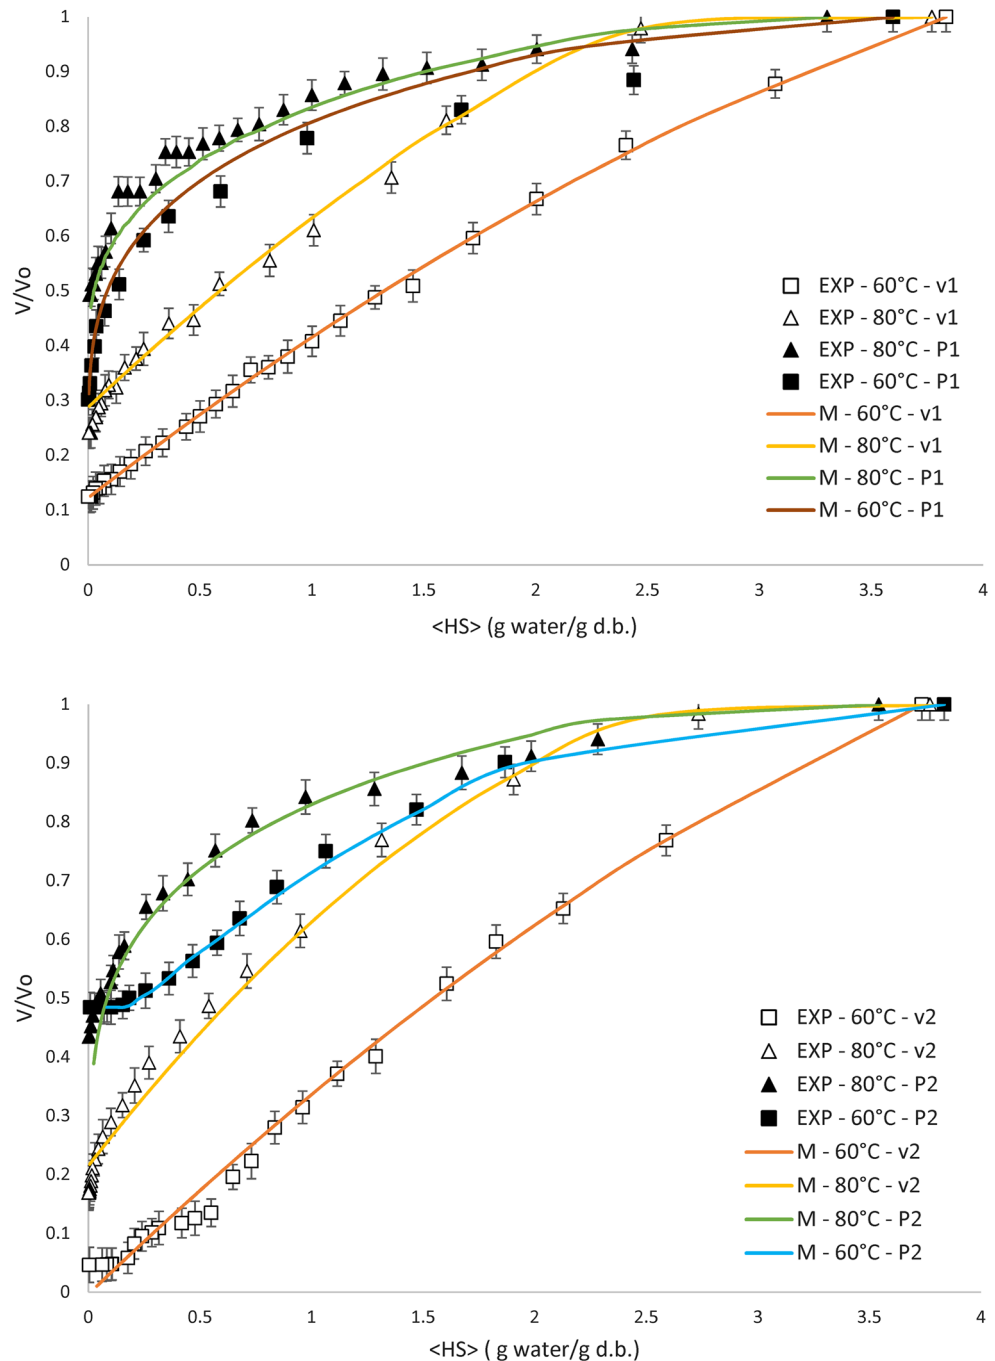 1
0.9
0.8
0.7
0.6
0.5
0.4
0.3
0.2
0.1
0
V/Vo
0 0.5 1 1.5 2 2.5 3 3.5 4
<HS> (g water/g d.b.)
EXP - 60°C - v1
EXP - 80°C - v1
EXP - 80°C - P1
EXP - 60°C - P1
M - 60°C - v1
M - 80°C - v1
M - 80°C - P1
M - 60°C - P1
1
0.9
0.8
0.7
0.6
0.5
0.4
0.3
0.2
0.1
0
V/Vo
0 0.5 1 1.5 2 2.5 3 3.5 4
<HS> ( g water/g d.b.)
EXP - 60°C - v2
EXP - 80°C - v2
EXP - 80°C - P2
EXP - 60°C - P2
M - 60°C - v2
M - 80°C - v2
M - 80°C - P2
M - 60°C - P2